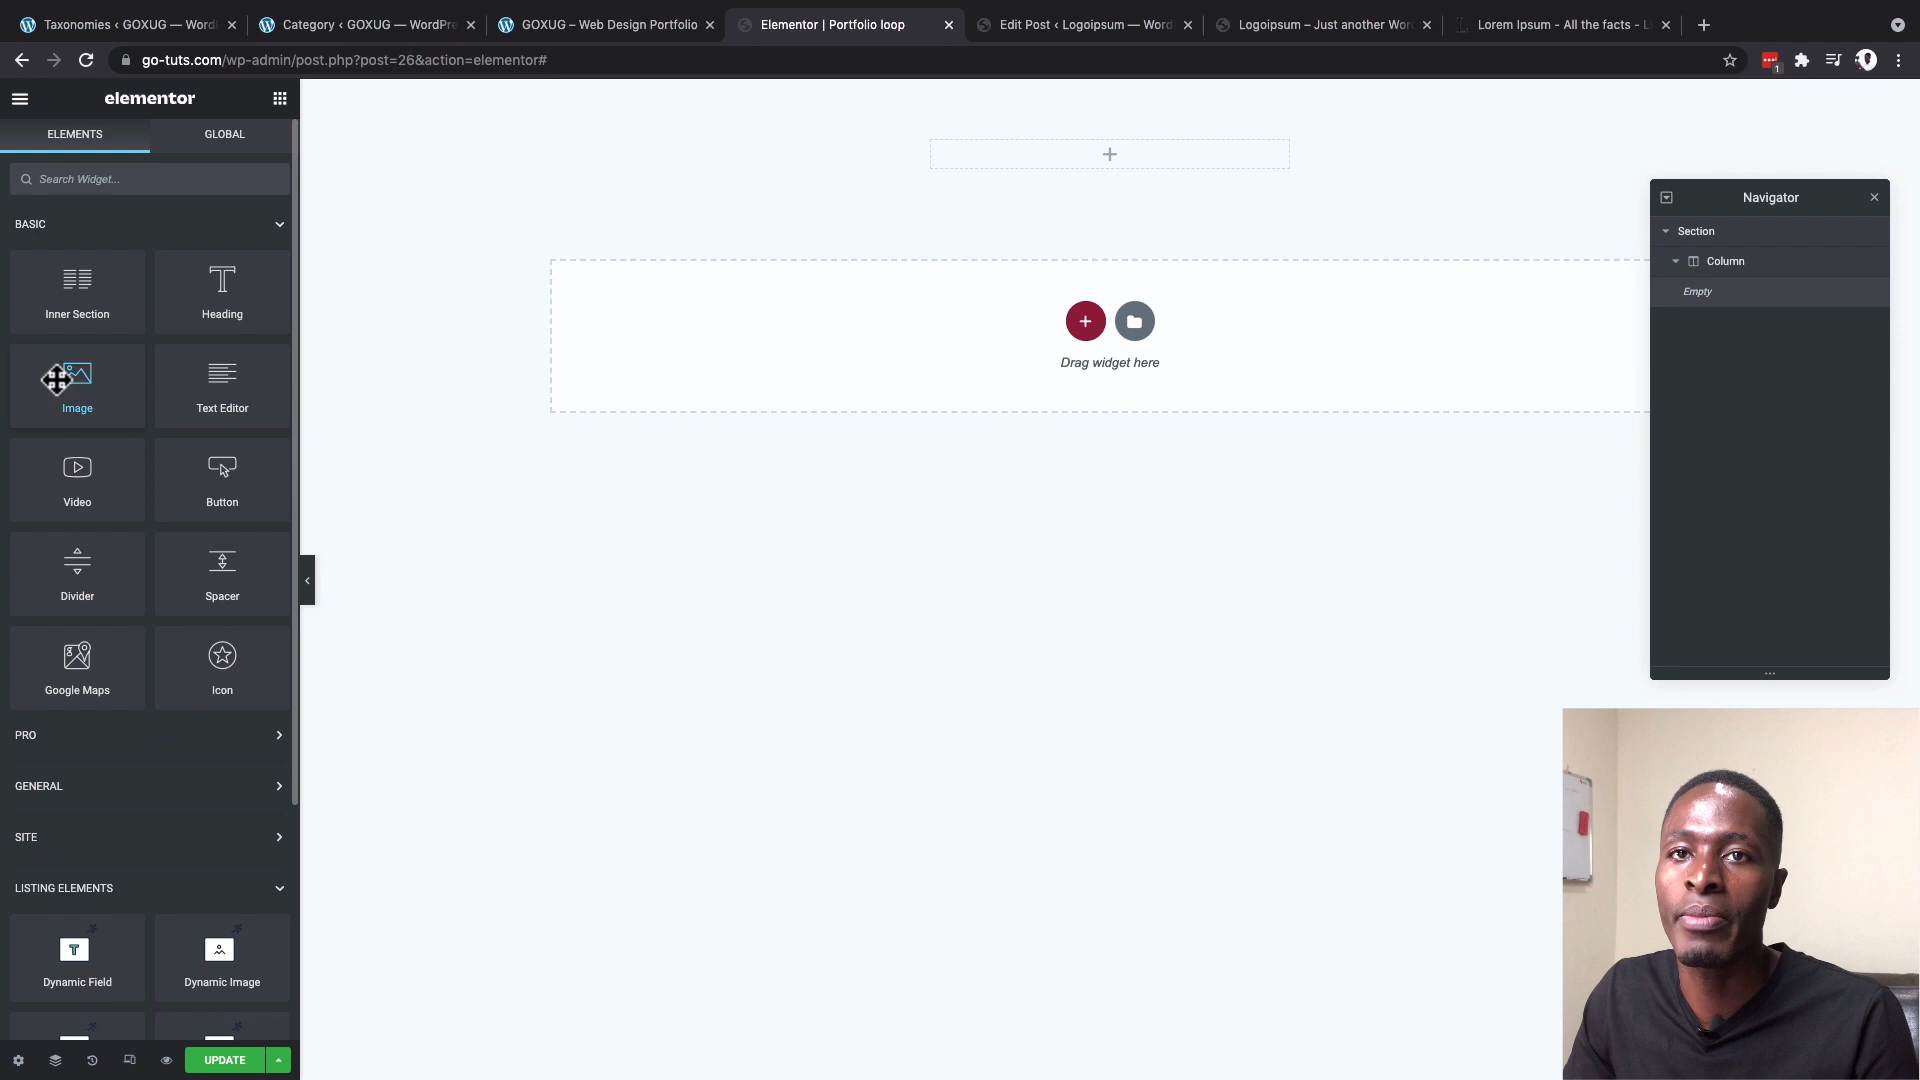 Taxonomies ‹ GOXUG — Word
Category ‹ GOXUG — WordPre
GOXUG – Web Design Portfolio
Elementor | Portfolio loop
Edit Post ‹ Logoipsum — Word
Logoipsum – Just another Wor
Lorem Ipsum - All the facts - L
go-tuts.com/wp-admin/post.php?post=26&action=elementor#
1
elementor
ELEMENTS
GLOBAL
Search Widget...
BASIC
Inner Section
Heading
Image
Text Editor
Video
Button
Divider
Spacer
Google Maps
Icon
PRO
GENERAL
SITE
LISTING ELEMENTS
Dynamic Field
Dynamic Image
UPDATE
Drag widget here
Navigator
Section
Column
Empty